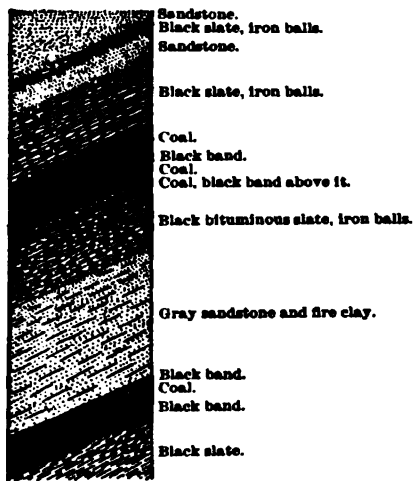 Sandstone.
Black slate, iron balls.
Sandstone.
Black slate, iron balls.
Coal.
Black band.
Coal.
Coal, black band above it.
Black bituminous slate, iron balls.
Gray sandstone and fire clay.
Black band.
Coal.
Black band.
Black slate.